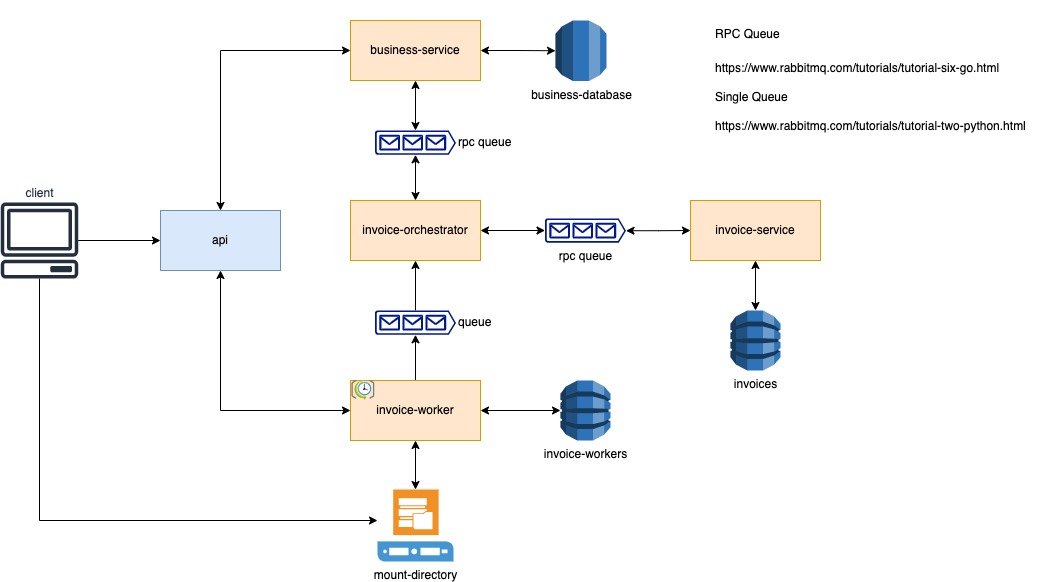 business-service
business-database
RPC Queue
https://www.rabbitmq.com/tutorials/tutorial-six-go.html
Single Queue
https://www.rabbitmq.com/tutorials/tutorial-two-python.html
rpc queue
client
api
invoice-orchestrator
rpc queue
invoice-service
queue
invoices
invoice-worker
invoice-workers
mount-directory